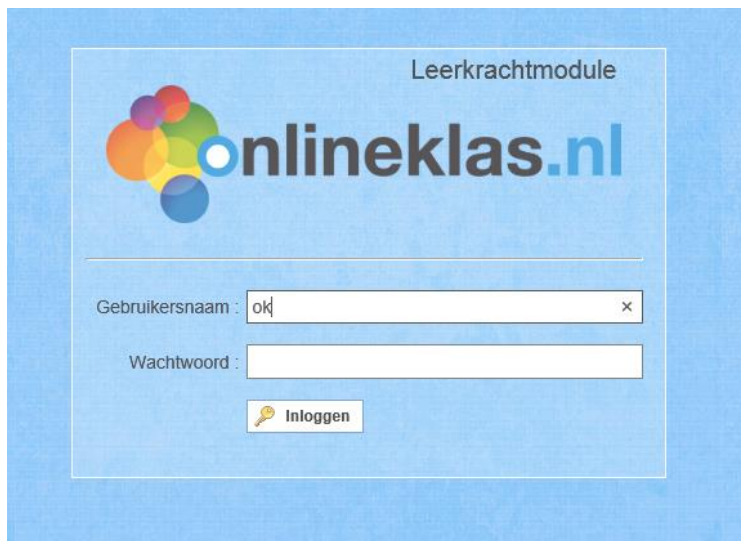 Leerkrachtmodule
onlineklas.nl
Gebruikersnaam : ok ×
Wachtwoord :
Inloggen